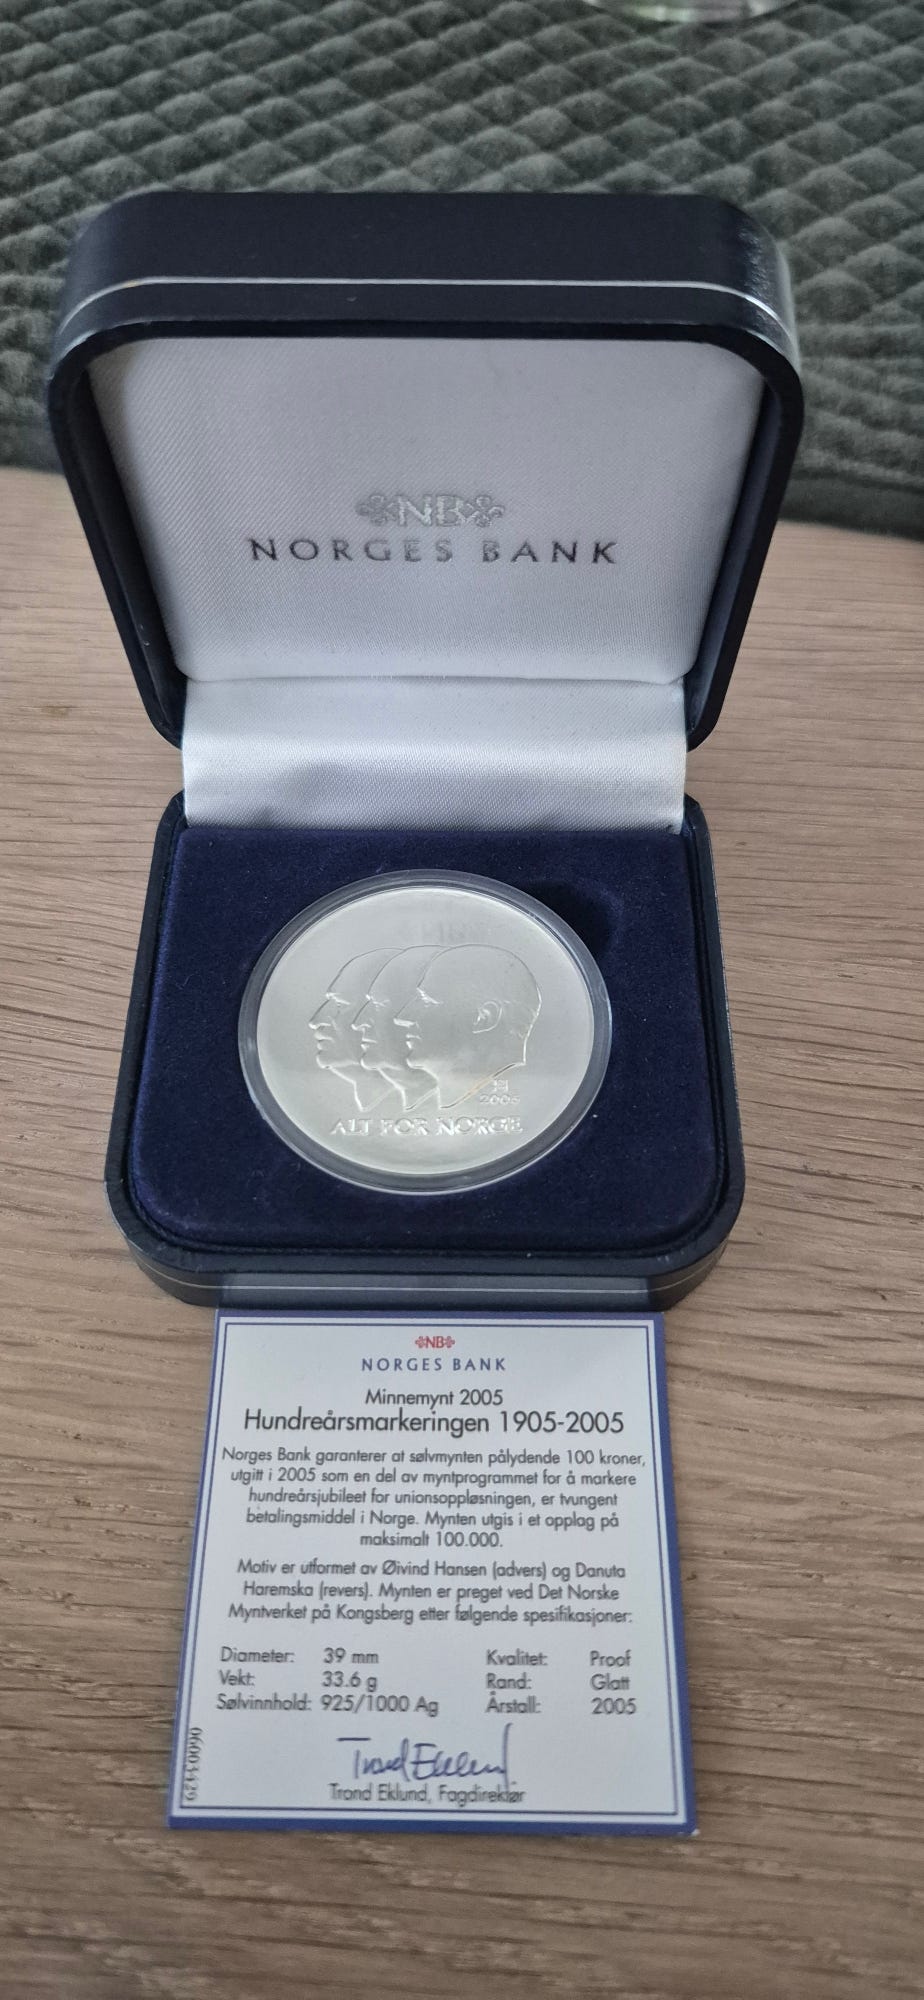 NB
NORGES BANK
2005
ALT FOR NORGE
NB
NORGES BANK
Minnemynt 2005
Hundreårsmarkeringen 1905-2005
Norges Bank garanterer at sølvmynten pålydende 100 kroner,
utgitt i 2005 som en del av myntprogrammet for å markere
hundreårsjubileet for unionsoppløsningen, er tvungent
betalingsmiddel i Norge. Mynten utgis i et opplag på
maksimalt 100.000.
Motiv er utformet av Øivind Hansen (advers) og Danuta
Haremska (revers). Mynten er preget ved Det Norske
Myntverket på Kongsberg etter følgende spesifikasjoner:
Diameter: 39 mm Kvalitet: Proof
Vekt: 33.6 g Rand: Glatt
Sølvinnhold: 925/1000 Ag Årstall: 2005
Trond Eklund
Trond Eklund, Fagdirektør